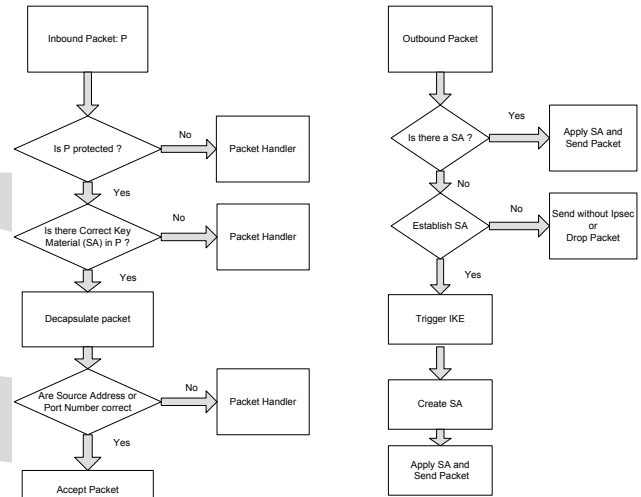 Inbound Packet: P
Is P protected ?
No
Packet Handler
Yes
Is there Correct Key
Material (SA) in P ?
No
Packet Handler
Yes
Decapsulate packet
Are Source Address or
Port Number correct
No
Packet Handler
Yes
Accept Packet
Outbound Packet
Is there a SA ?
Yes
Apply SA and
Send Packet
No
Establish SA
No
Send without Ipsec
or
Drop Packet
Yes
Trigger IKE
Create SA
Apply SA and
Send Packet